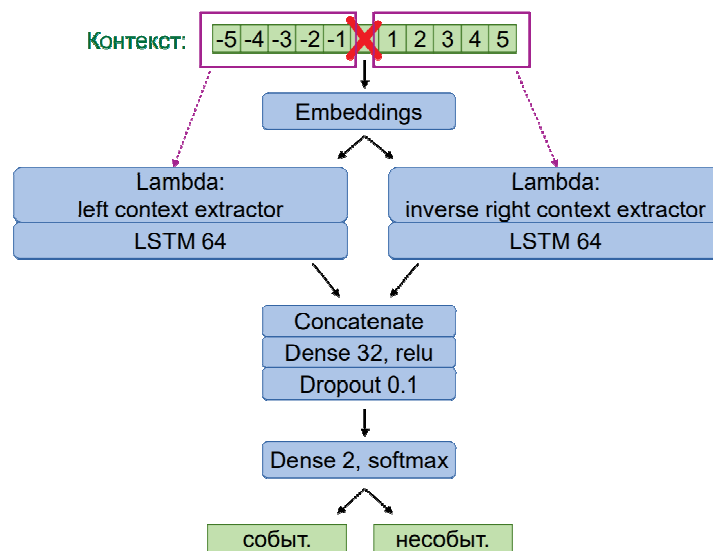 Контекст: -5 -4 -3 -2 -1 1 2 3 4 5
Embeddings
Lambda:
left context extractor
LSTM 64
Lambda:
inverse right context extractor
LSTM 64
Concatenate
Dense 32, relu
Dropout 0.1
Dense 2, softmax
событ.
несобыт.